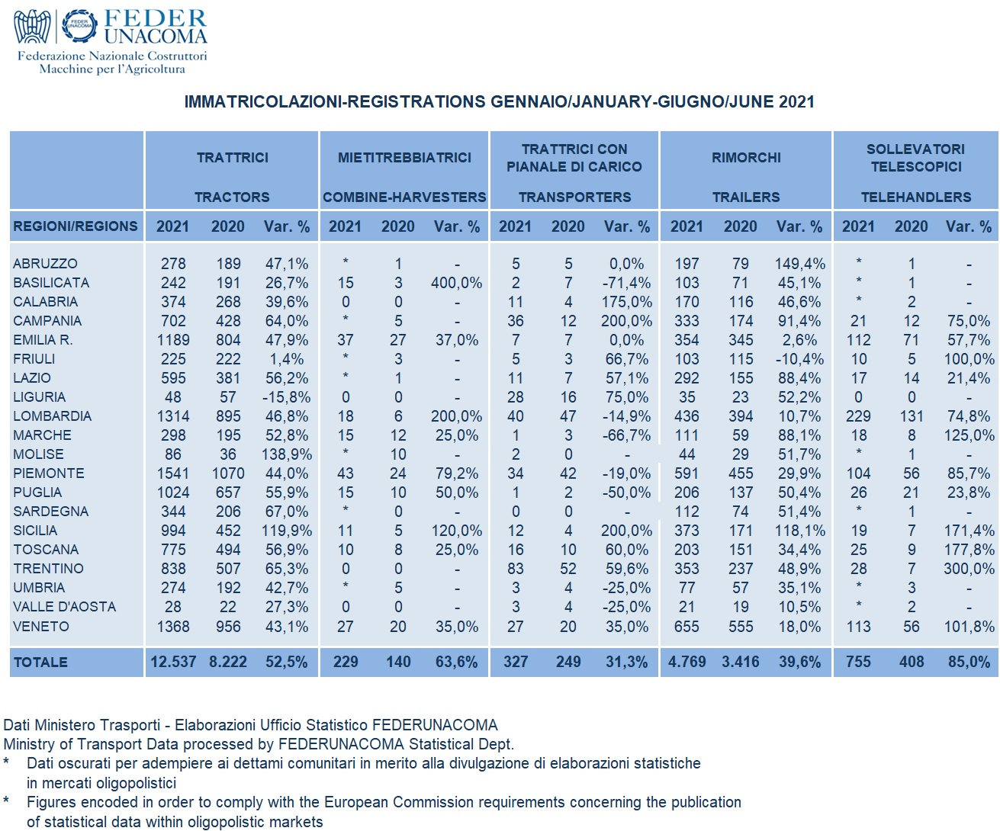 FEDER
UNACOMA
FEDER
UNACOMA
Federazione Nazionale Costruttori
Macchine per l'Agricoltura
IMMATRICOLAZIONI-REGISTRATIONS GENNAIO/JANUARY-GIUGNO/JUNE 2021
TRATTRICI MIETITREBBIATRICI TRATTRICI CON PIANALE DI CARICO RIMORCHI SOLLEVATORI TELESCOPICI
TRACTORS COMBINE-HARVESTERS TRANSPORTERS TRAILERS TELEHANDLERS
REGIONI/REGIONS 2021 2020 Var. % 2021 2020 Var. % 2021 2020 Var. % 2021 2020 Var. % 2021 2020 Var. %
ABRUZZO 278 189 47,1% * 1 - 5 5 0,0% 197 79 149,4% * 1 -
BASILICATA 242 191 26,7% 15 3 400,0% 2 7 -71,4% 103 71 45,1% * 1 -
CALABRIA 374 268 39,6% 0 0 - 11 4 175,0% 170 116 46,6% * 2 -
CAMPANIA 702 428 64,0% * 5 - 36 12 200,0% 333 174 91,4% 21 12 75,0%
EMILIA R. 1189 804 47,9% 37 27 37,0% 7 7 0,0% 354 345 2,6% 112 71 57,7%
FRIULI 225 222 1,4% * 3 - 5 3 66,7% 103 115 -10,4% 10 5 100,0%
LAZIO 595 381 56,2% * 1 - 11 7 57,1% 292 155 88,4% 17 14 21,4%
LIGURIA 48 57 -15,8% 0 0 - 28 16 75,0% 35 23 52,2% 0 0 -
LOMBARDIA 1314 895 46,8% 18 6 200,0% 40 47 -14,9% 436 394 10,7% 229 131 74,8%
MARCHE 298 195 52,8% 15 12 25,0% 1 3 -66,7% 111 59 88,1% 18 8 125,0%
MOLISE 86 36 138,9% * 10 - 2 0 - 44 29 51,7% * 1 -
PIEMONTE 1541 1070 44,0% 43 24 79,2% 34 42 -19,0% 591 455 29,9% 104 56 85,7%
PUGLIA 1024 657 55,9% 15 10 50,0% 1 2 -50,0% 206 137 50,4% 26 21 23,8%
SARDEGNA 344 206 67,0% * 0 - 0 0 - 112 74 51,4% * 1 -
SICILIA 994 452 119,9% 11 5 120,0% 12 4 200,0% 373 171 118,1% 19 7 171,4%
TOSCANA 775 494 56,9% 10 8 25,0% 16 10 60,0% 203 151 34,4% 25 9 177,8%
TRENTINO 838 507 65,3% 0 0 - 83 52 59,6% 353 237 48,9% 28 7 300,0%
UMBRIA 274 192 42,7% * 5 - 3 4 -25,0% 77 57 35,1% * 3 -
VALLE D'AOSTA 28 22 27,3% 0 0 - 3 4 -25,0% 21 19 10,5% * 2 -
VENETO 1368 956 43,1% 27 20 35,0% 27 20 35,0% 655 555 18,0% 113 56 101,8%
TOTALE 12.537 8.222 52,5% 229 140 63,6% 327 249 31,3% 4.769 3.416 39,6% 755 408 85,0%
Dati Ministero Trasporti - Elaborazioni Ufficio Statistico FEDERUNACOMA
Ministry of Transport Data processed by FEDERUNACOMA Statistical Dept.
* Dati oscurati per adempiere ai dettami comunitari in merito alla divulgazione di elaborazioni statistiche
in mercati oligopolistici
* Figures encoded in order to comply with the European Commission requirements concerning the publication
of statistical data within oligopolistic markets